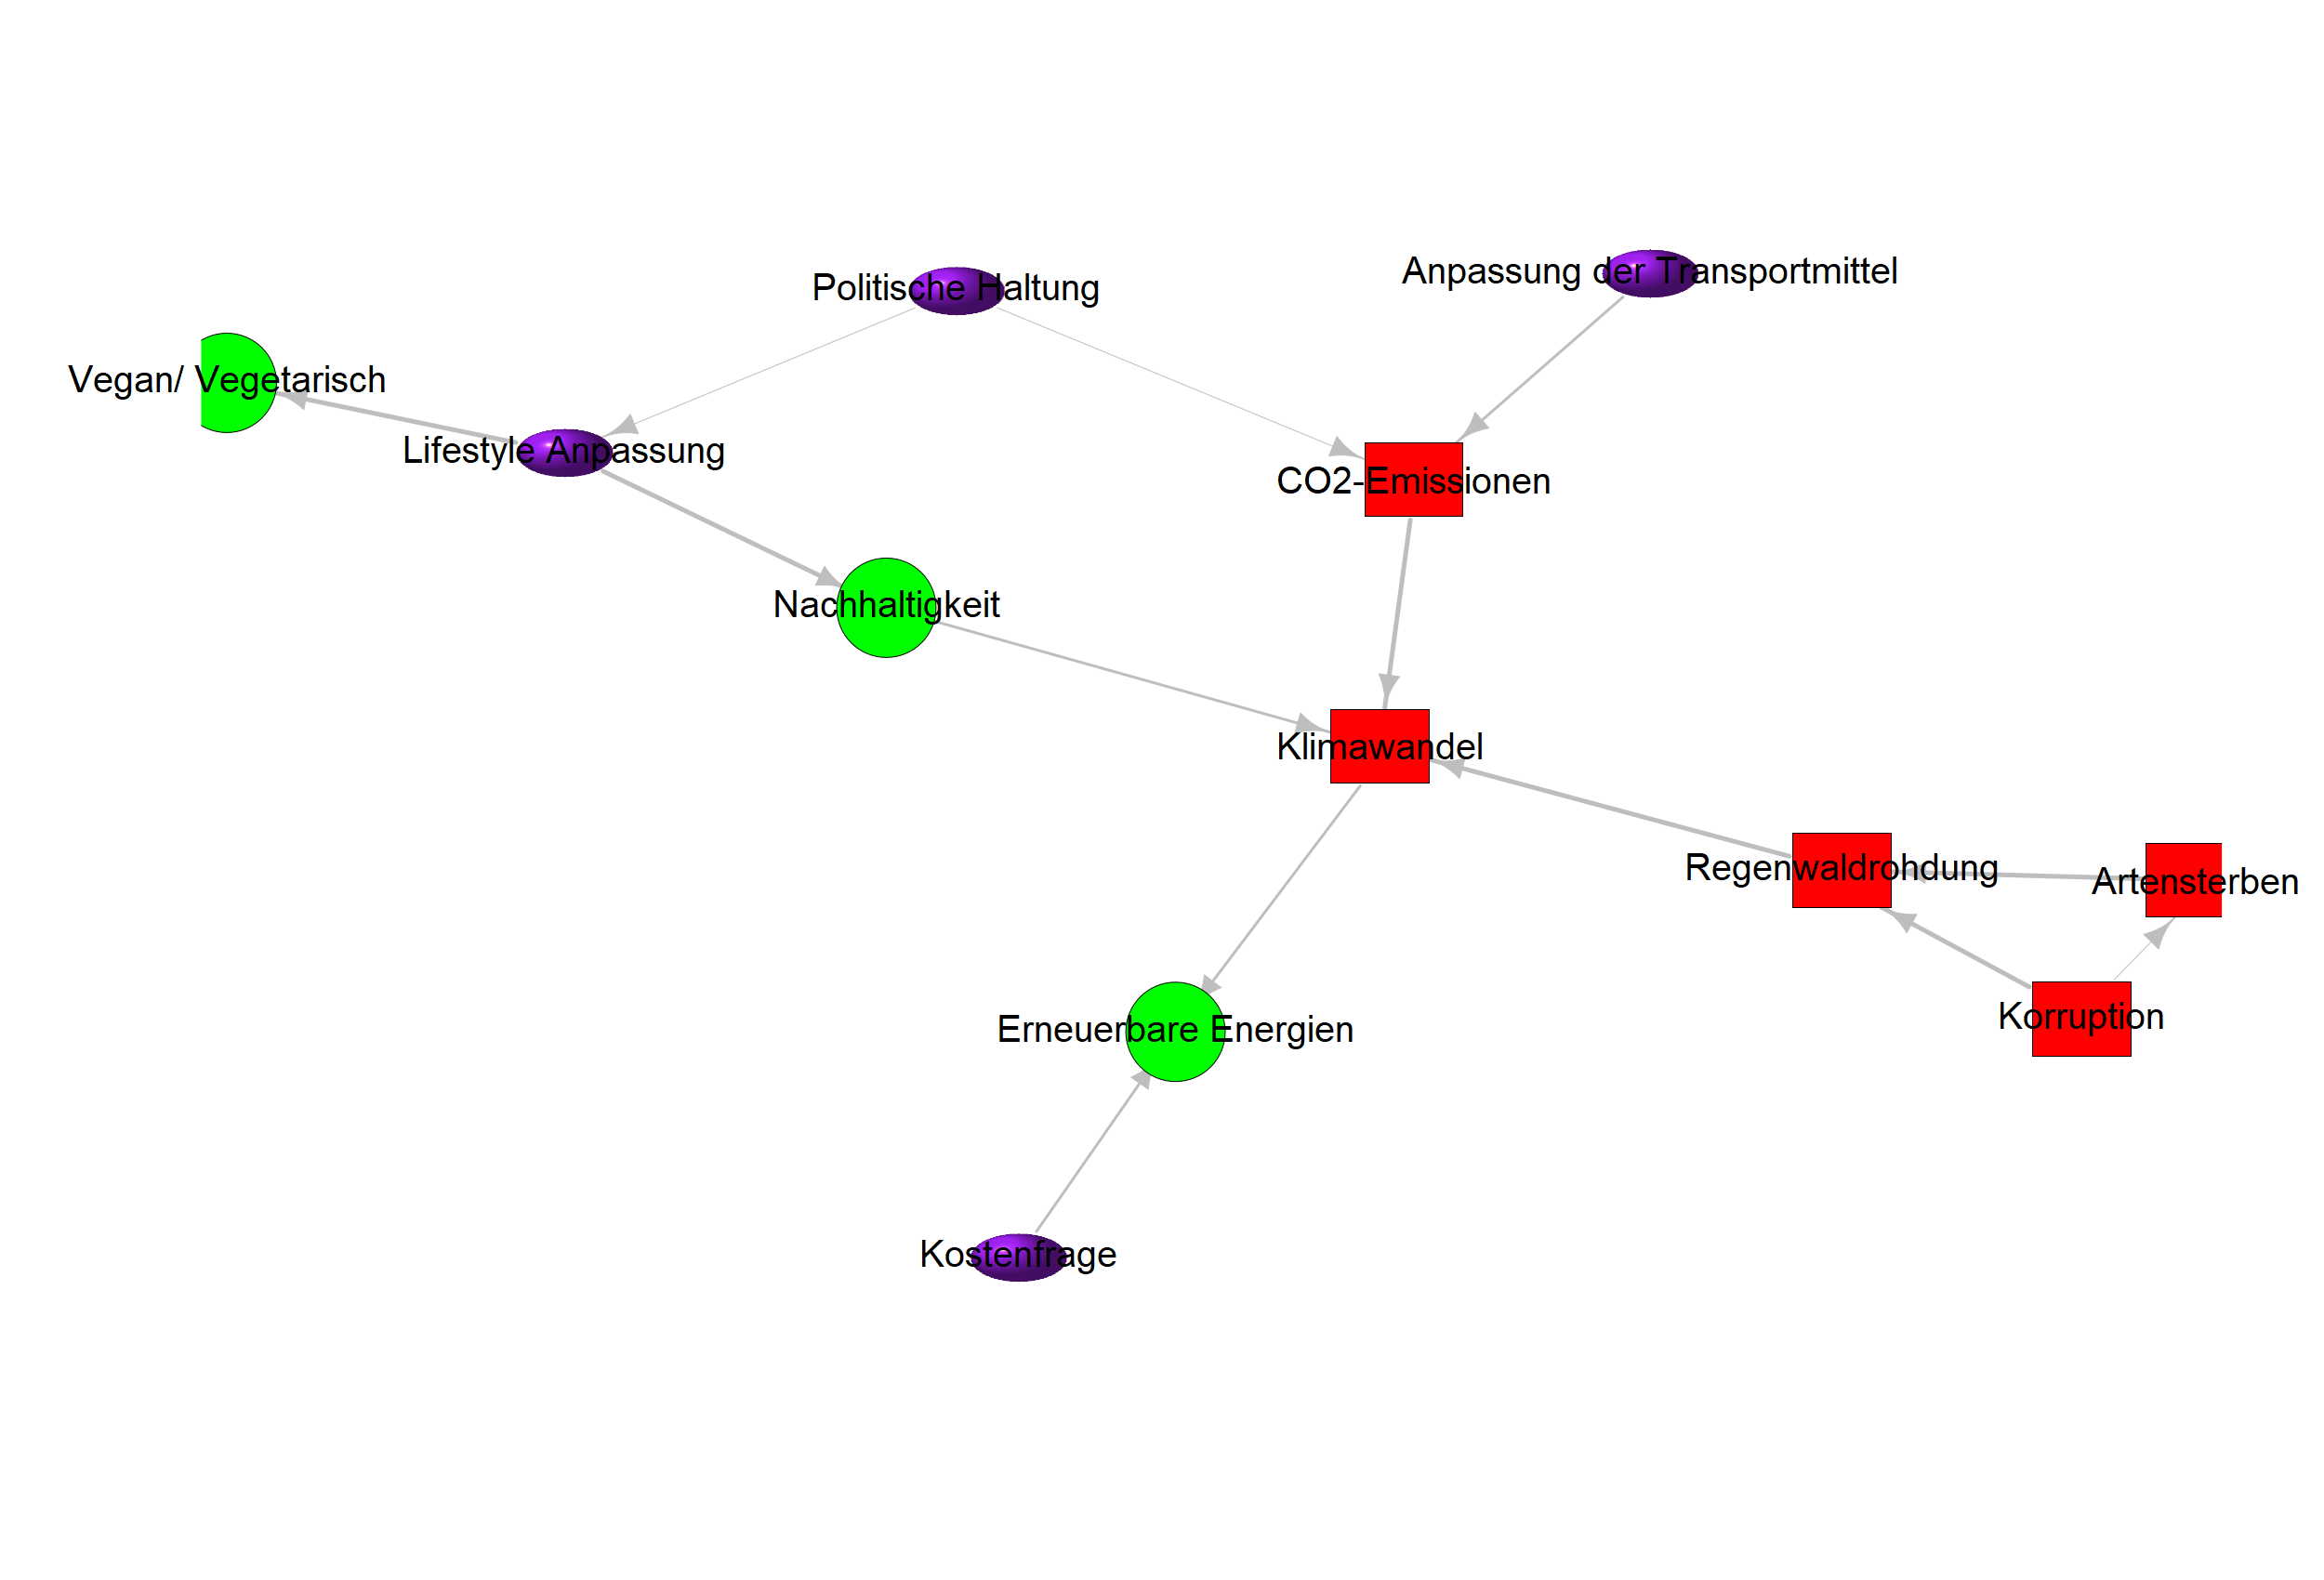 Anpassung der Transportmittel
Politische Haltung
Vegan/ Vegetarisch
Lifestyle Anpassung
CO2-Emissionen
Nachhaltigkeit
Klimawandel
Regenwaldrohdung
Artensterben
Korruption
Erneuerbare Energien
Kostenfrage